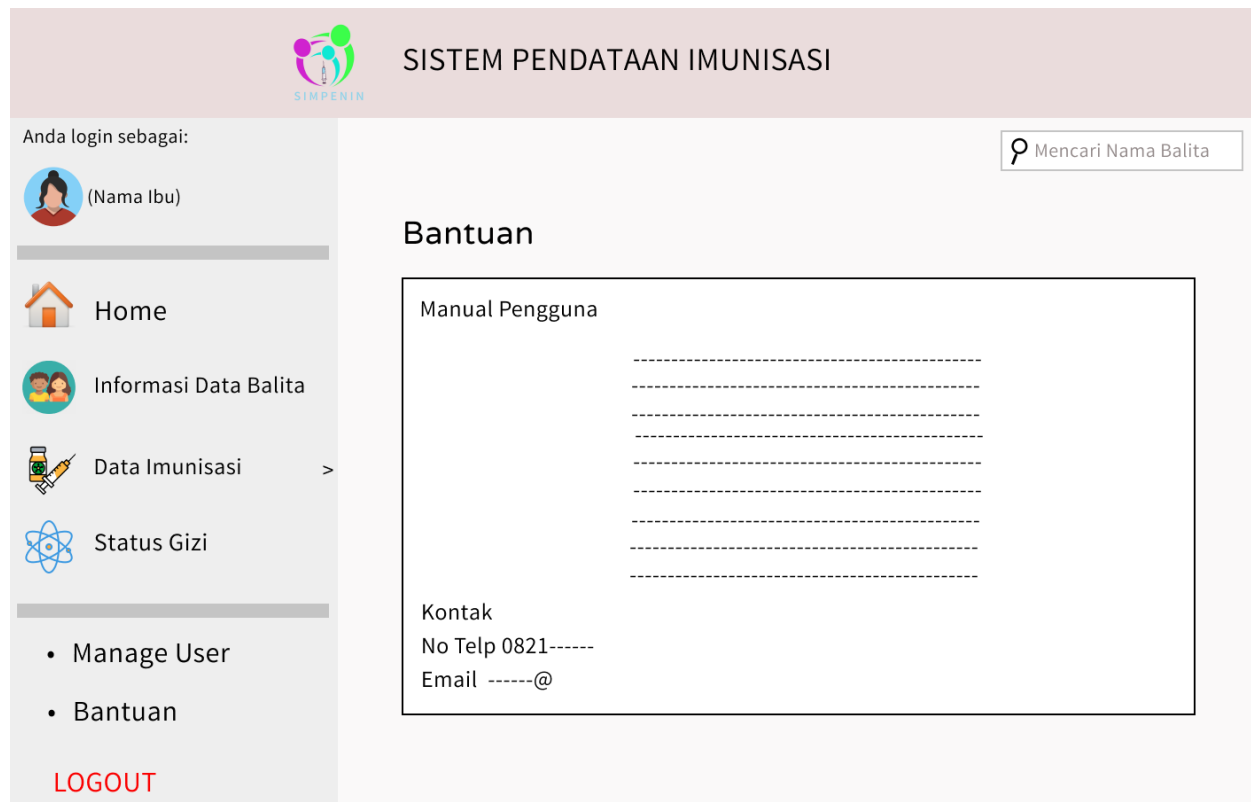 SIMPENIN
SISTEM PENDATAAN IMUNISASI
Anda login sebagai:
(Nama Ibu)
Mencari Nama Balita
Home
Informasi Data Balita
Data Imunisasi >
Status Gizi
• Manage User
• Bantuan
LOGOUT
Bantuan
Manual Pengguna
---------------------------------------------
---------------------------------------------
---------------------------------------------
---------------------------------------------
---------------------------------------------
---------------------------------------------
---------------------------------------------
---------------------------------------------
---------------------------------------------
Kontak
No Telp 0821------
Email ------@